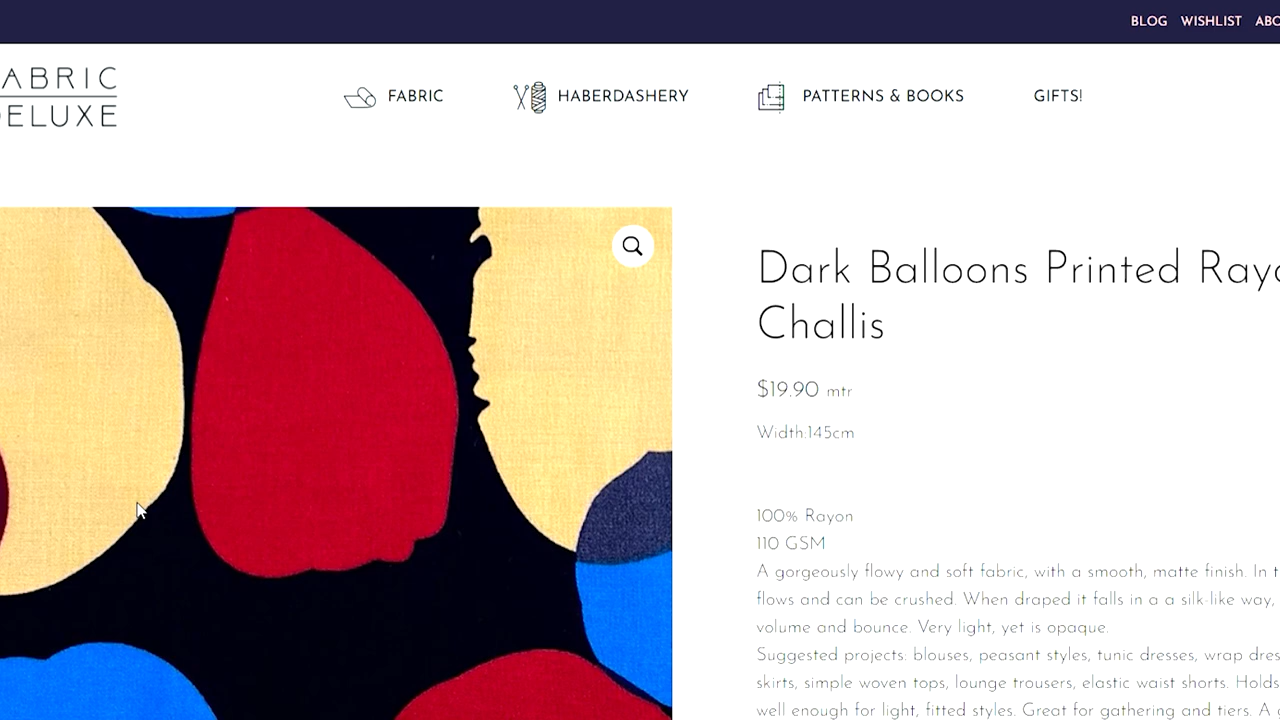 BLOG WISHLIST
ABRIC
ELUXE
FABRIC
HABERDASHERY
PATTERNS & BOOKS
GIFTS!
Dark Balloons Printed
Challis
$19.90 mtr
Width:145cm
100% Rayon
110 GSM
A gorgeously flowy and soft fabric, with a smooth, matte finish. In
flows and can be crushed. When draped it falls in a a silk-like way,
volume and bounce. Very light, yet is opaque.
Suggested projects: blouses, peasant styles, tunic dresses, wrap
skirts, simple woven tops, lounge trousers, elastic waist shorts. Holds
well enough for light, fitted styles. Great for gathering and tiers. A